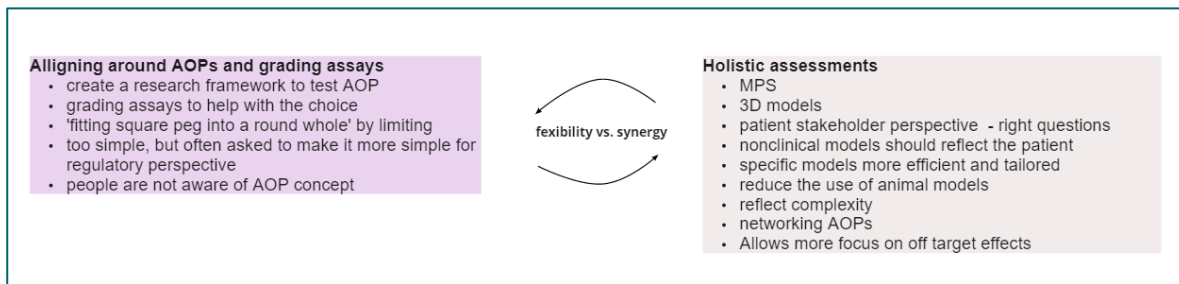 Alligning around AOPs and grading assays
• create a research framework to test AOP
• grading assays to help with the choice
• 'fitting square peg into a round whole' by limiting
• too simple, but often asked to make it more simple for
regulatory perspective
• people are not aware of AOP concept
fexibility vs. synergy
Holistic assessments
• MPS
• 3D models
• patient stakeholder perspective - right questions
• nonclinical models should reflect the patient
• specific models more efficient and tailored
• reduce the use of animal models
• reflect complexity
• networking AOPs
• Allows more focus on off target effects